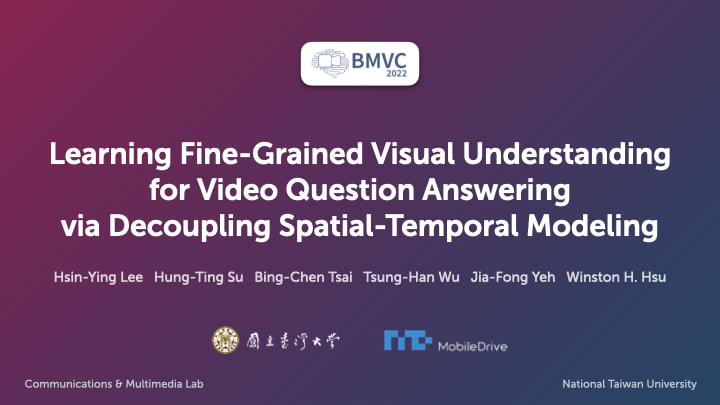 BMVC
2022
Learning Fine-Grained Visual Understanding
for Video Question Answering
via Decoupling Spatial-Temporal Modeling
Hsin-Ying Lee Hung-Ting Su Bing-Chen Tsai Tsung-Han Wu Jia-Fong Yeh Winston H. Hsu
國立臺灣大學
MobileDrive
Communications & Multimedia Lab
National Taiwan University